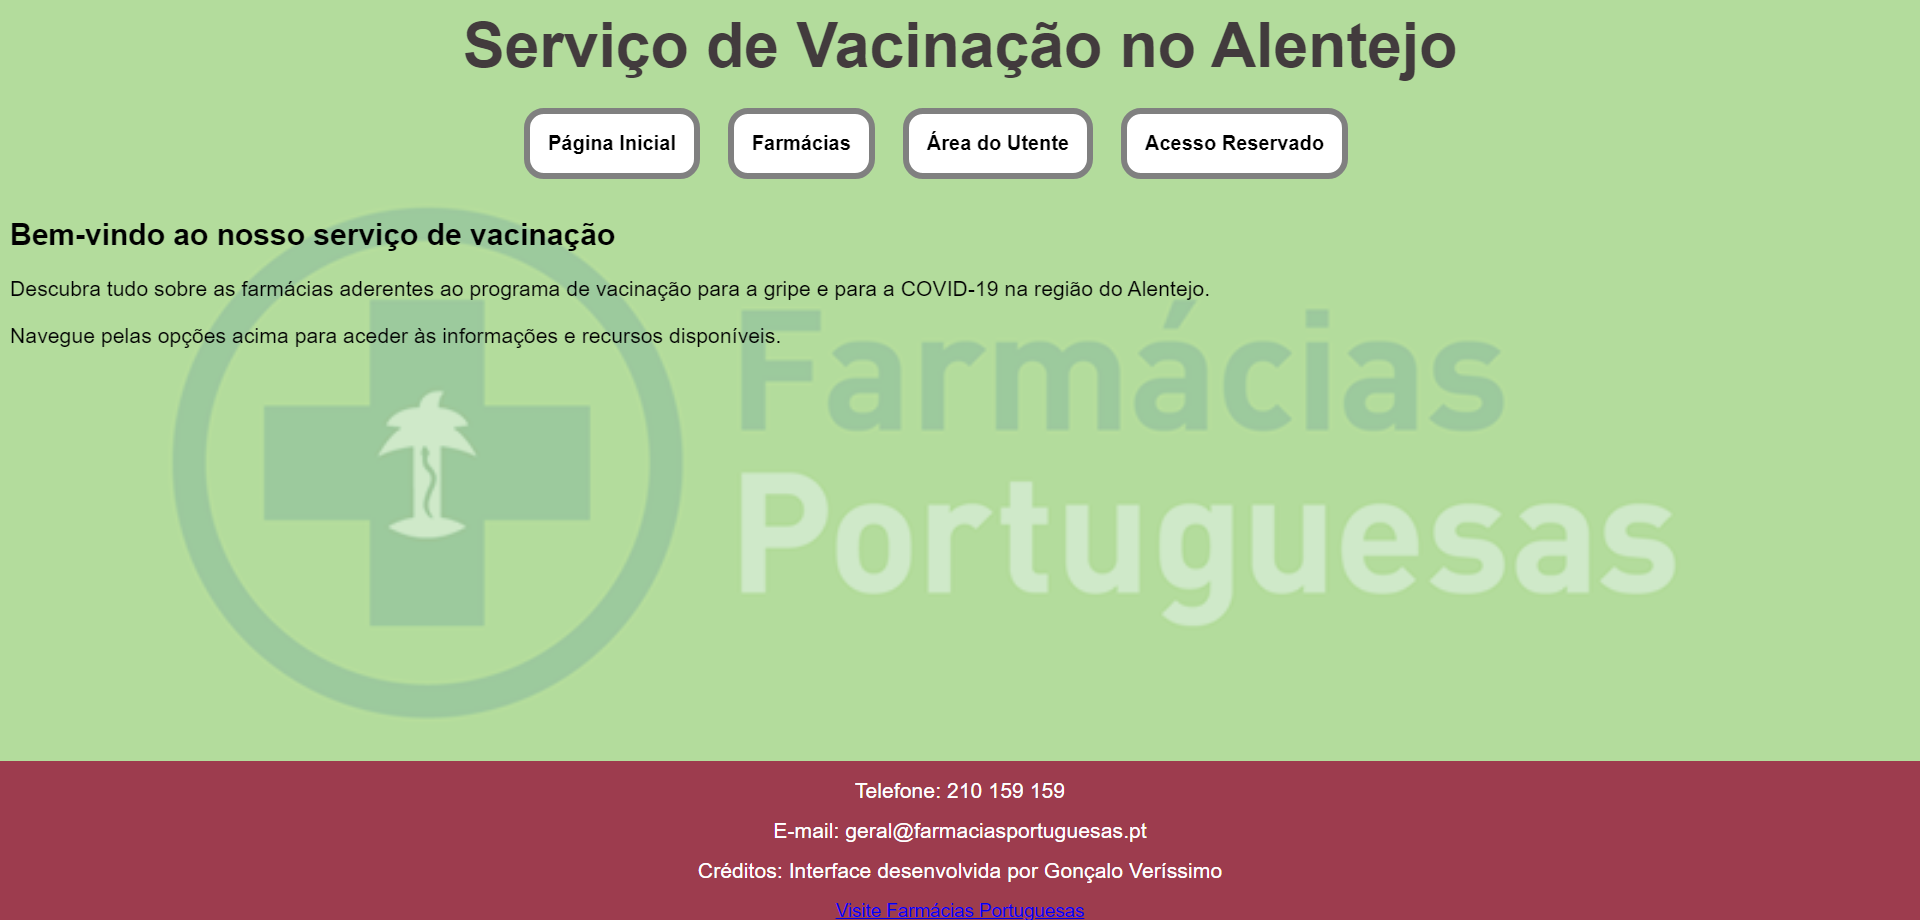 Serviço de Vacinação no Alentejo
Página Inicial
Farmácias
Área do Utente
Acesso Reservado
Bem-vindo ao nosso serviço de vacinação
Descubra tudo sobre as farmácias aderentes ao programa de vacinação para a gripe e para a COVID-19 na região do Alentejo.
Navegue pelas opções acima para aceder às informações e recursos disponíveis.
Farmácias
Portuguesas
Telefone: 210 159 159
E-mail: geral@farmaciasportuguesas.pt
Créditos: Interface desenvolvida por Gonçalo Veríssimo
Visite Farmácias Portuguesas